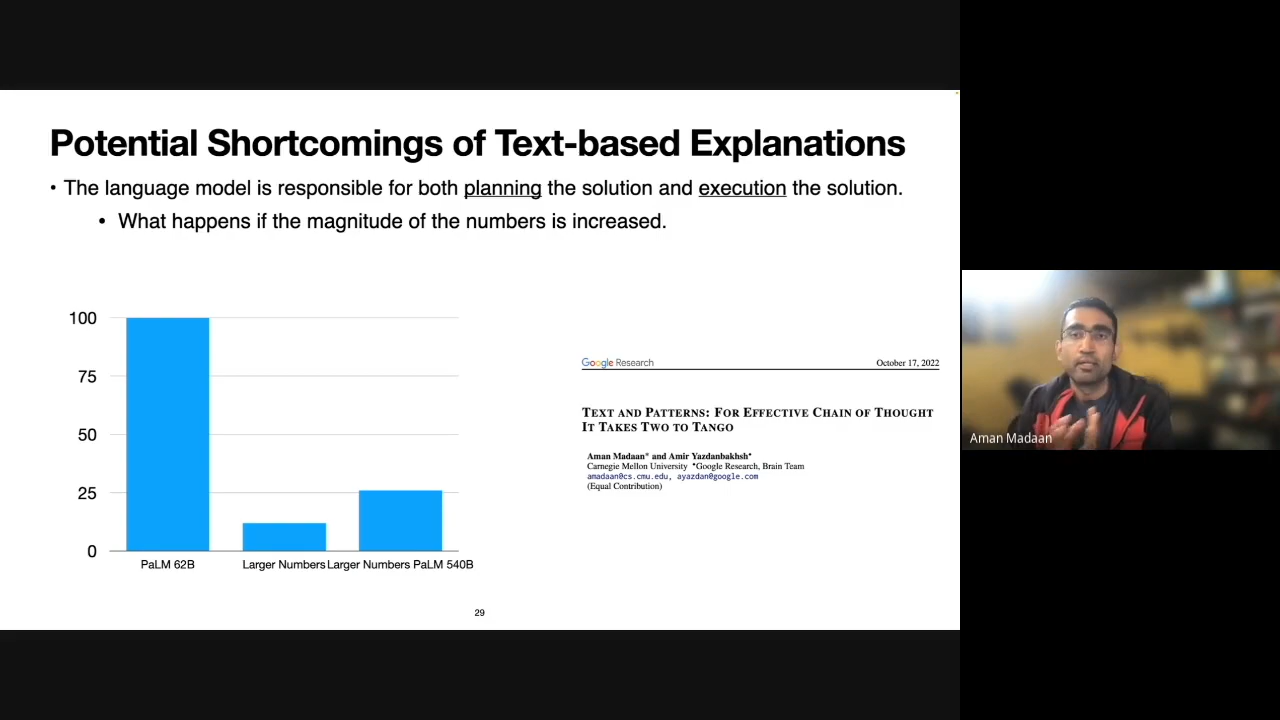 Potential Shortcomings of Text-based Explanations
• The language model is responsible for both planning the solution and execution the solution.
• What happens if the magnitude of the numbers is increased.
100
75
50
25
0
PaLM 62B
Larger Numbers
Larger Numbers PaLM 540B
Google Research
October 17, 2022
TEXT AND PATTERNS: FOR EFFECTIVE CHAIN OF THOUGHT
IT TAKES TWO TO TANGO
Aman Madaan* and Amir Yazdanbakhsh*
Carnegie Mellon University *Google Research, Brain Team
amadaan@cs.cmu.edu, ayazdan@google.com
(Equal Contribution)
29
Aman Madaan